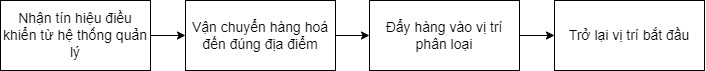 Nhận tín hiệu điều
khiển từ hệ thống quản
lý
Vận chuyển hàng hoá
đến đúng địa điểm
Đẩy hàng vào vị trí
phân loại
Trở lại vị trí bắt đầu